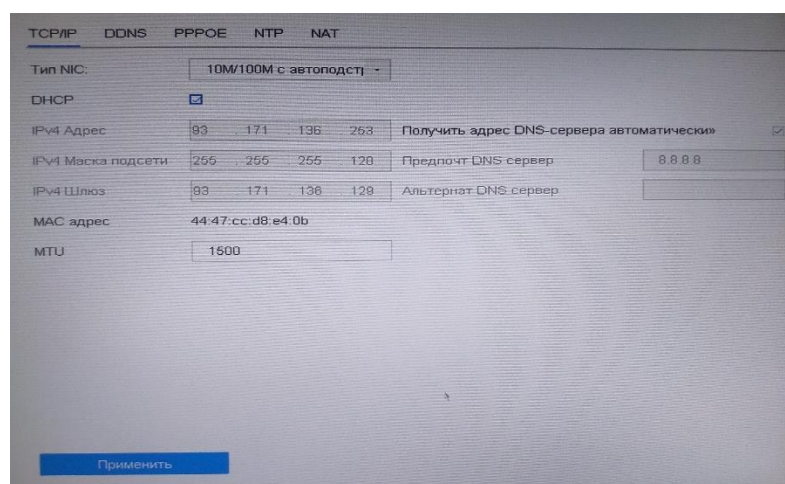 TCP/IP DDNS PPPOE NTP NAT
Тип NIC: 10M/100M с автоподстр
DHCP
IPv4 Адрес 93 . 171 . 136 . 253 Получить адрес DNS-сервера автоматически»
IPv4 Маска подсети 255 . 255 . 255 . 128 Предпочт DNS сервер 8.8.8.8
IPv4 Шлюз 93 . 171 . 136 . 129 Альтернат DNS сервер
MAC адрес 44:47:cc:d8:e4:0b
MTU 1500
Применить